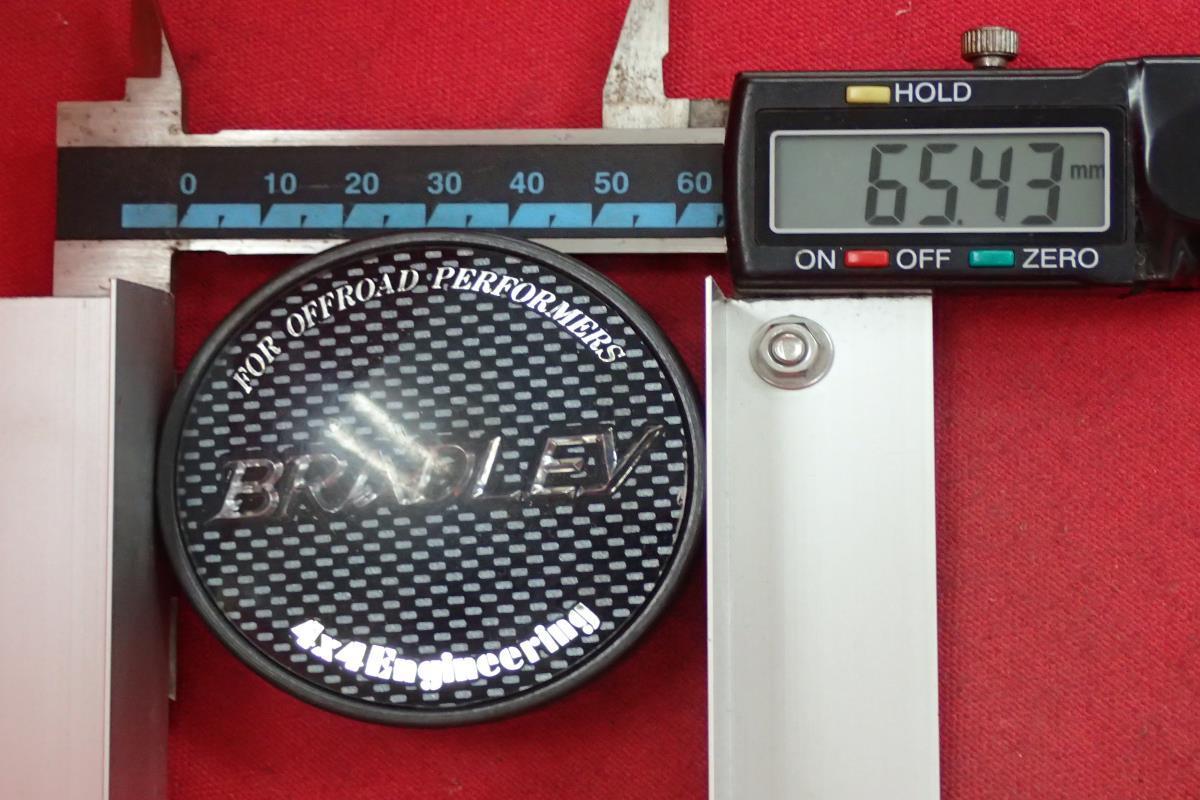 HOLD
0 10 20 30 40 50 60
65.43 mm
ON OFF ZERO
FOR OFFROAD PERFORMERS
BRADLEY
4x4Engineering